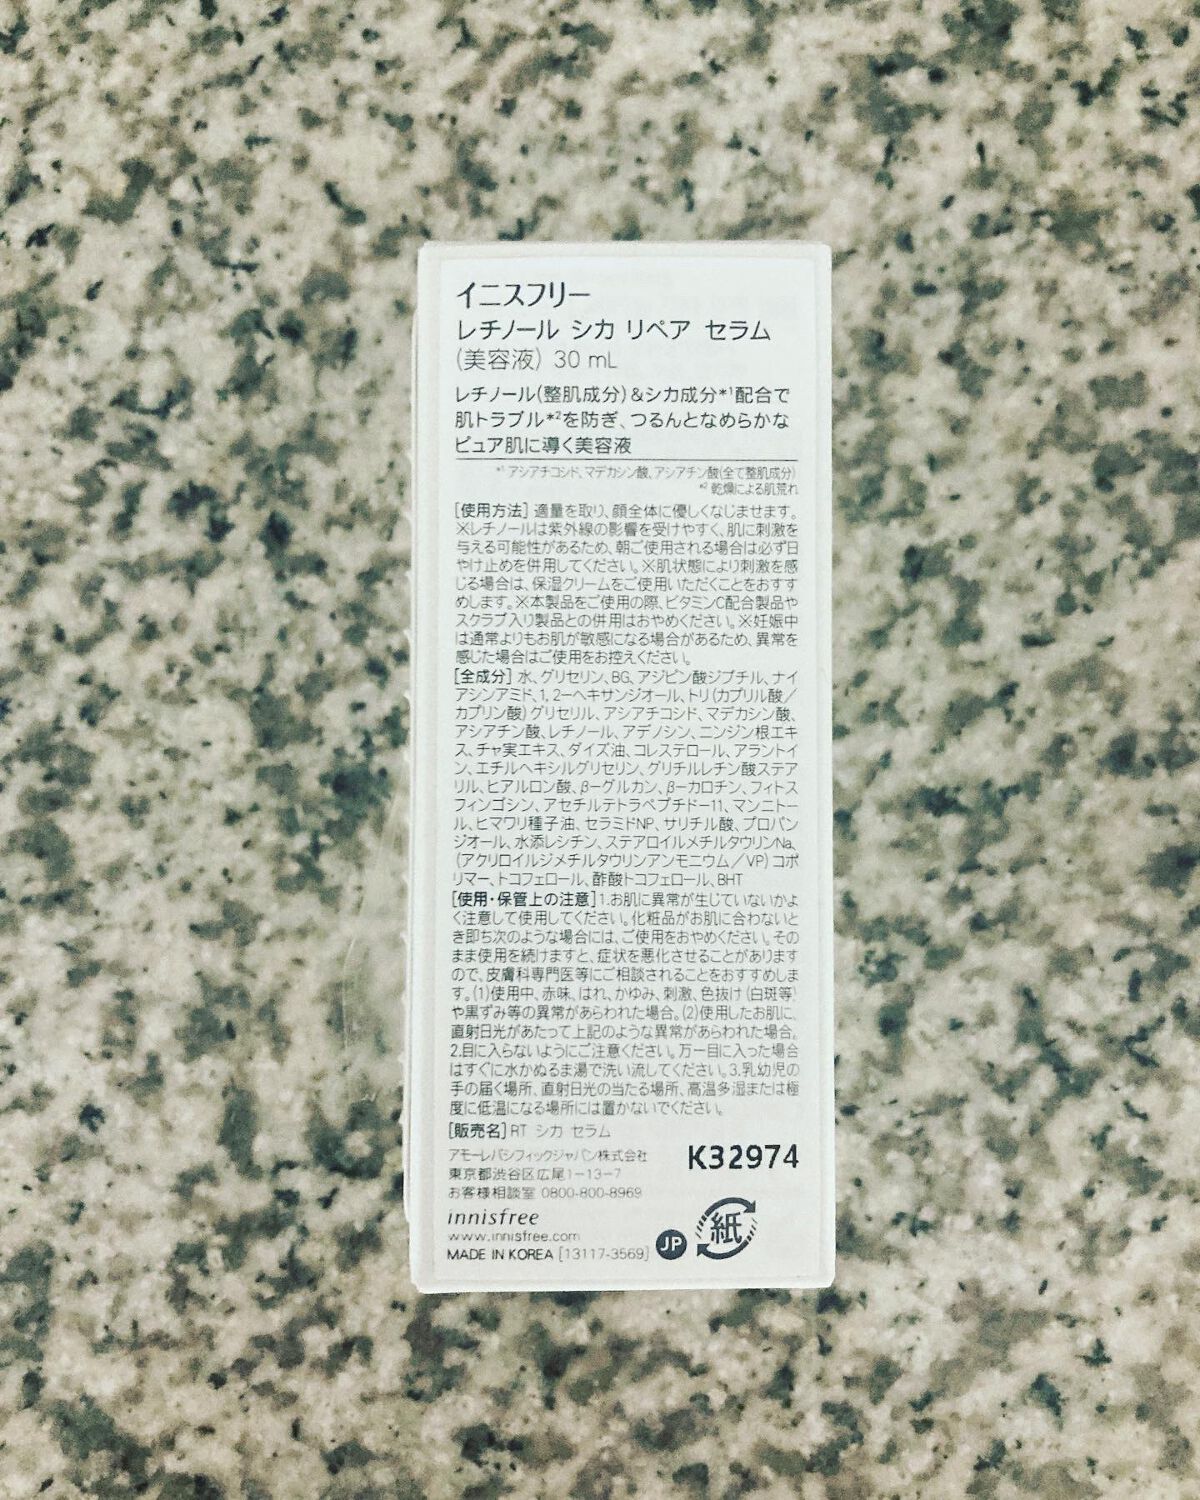 イニスフリー
レチノール シカ リペア セラム
(美容液) 30 mL
レチノール(整肌成分)&シカ成分*1配合で
肌トラブル*2を防ぎ、つるんとなめらかな
ピュア肌に導く美容液
*1 アシアチコシド、マデカシン酸、アシアチン酸(全て整肌成分)
*2 乾燥による肌荒れ
[使用方法] 適量を取り、顔全体に優しくなじませます。
※レチノールは紫外線の影響を受けやすく、肌に刺激を
与える可能性があるため、朝ご使用される場合は必ず日
やけ止めを併用してください。※肌状態により刺激を感
じる場合は、保湿クリームをご使用いただくことをおすす
めします。※本製品をご使用の際、ビタミンC配合製品や
スクラブ入り製品との併用はおやめください。※妊娠中
は通常よりもお肌が敏感になる場合があるため、異常を
感じた場合はご使用をお控えください。
[全成分] 水、グリセリン、BG、アジピン酸ジブチル、ナイ
アシンアミド、1,2-ヘキサンジオール、トリ(カプリル酸/
カプリン酸)グリセリル、アシアチコシド、マデカシン酸、
アシアチン酸、レチノール、アデノシン、ニンジン根エキ
ス、チャ実エキス、ダイズ油、コレステロール、アラントイ
ン、エチルヘキシルグリセリン、グリチルレチン酸ステア
リル、ヒアルロン酸、β-グルカン、β-カロチン、フィトス
フィンゴシン、アセチルテトラペプチド-11、マンニトー
ル、ヒマワリ種子油、セラミドNP、サリチル酸、プロパン
ジオール、水添レシチン、ステアロイルメチルタウリンNa、
(アクリロイルジメチルタウリンアンモニウム/VP)コポ
リマー、トコフェロール、酢酸トコフェロール、BHT
[使用・保管上の注意]1.お肌に異常が生じていないかよ
く注意して使用してください。化粧品がお肌に合わないと
き即ち次のような場合には、ご使用をおやめください。その
まま使用を続けますと、症状を悪化させることがあります
ので、皮膚科専門医等にご相談されることをおすすめしま
す。(1)使用中、赤味、はれ、かゆみ、刺激、色抜け(白斑等)
や黒ずみ等の異常があらわれた場合。(2)使用したお肌に、
直射日光があたって上記のような異常があらわれた場合。
2.目に入らないようにご注意ください。万一目に入った場合
はすぐに水かぬるま湯で洗い流してください。3.乳幼児の
手の届く場所、直射日光の当たる場所、高温多湿または極
度に低温になる場所には置かないでください。
[販売名] RT シカ セラム
アモーレパシフィックジャパン株式会社
東京都渋谷区広尾1-13-7
お客様相談室 0800-800-8969
K32974
innisfree
www.innisfree.com
MADE IN KOREA [13117-3569]
JP
紙